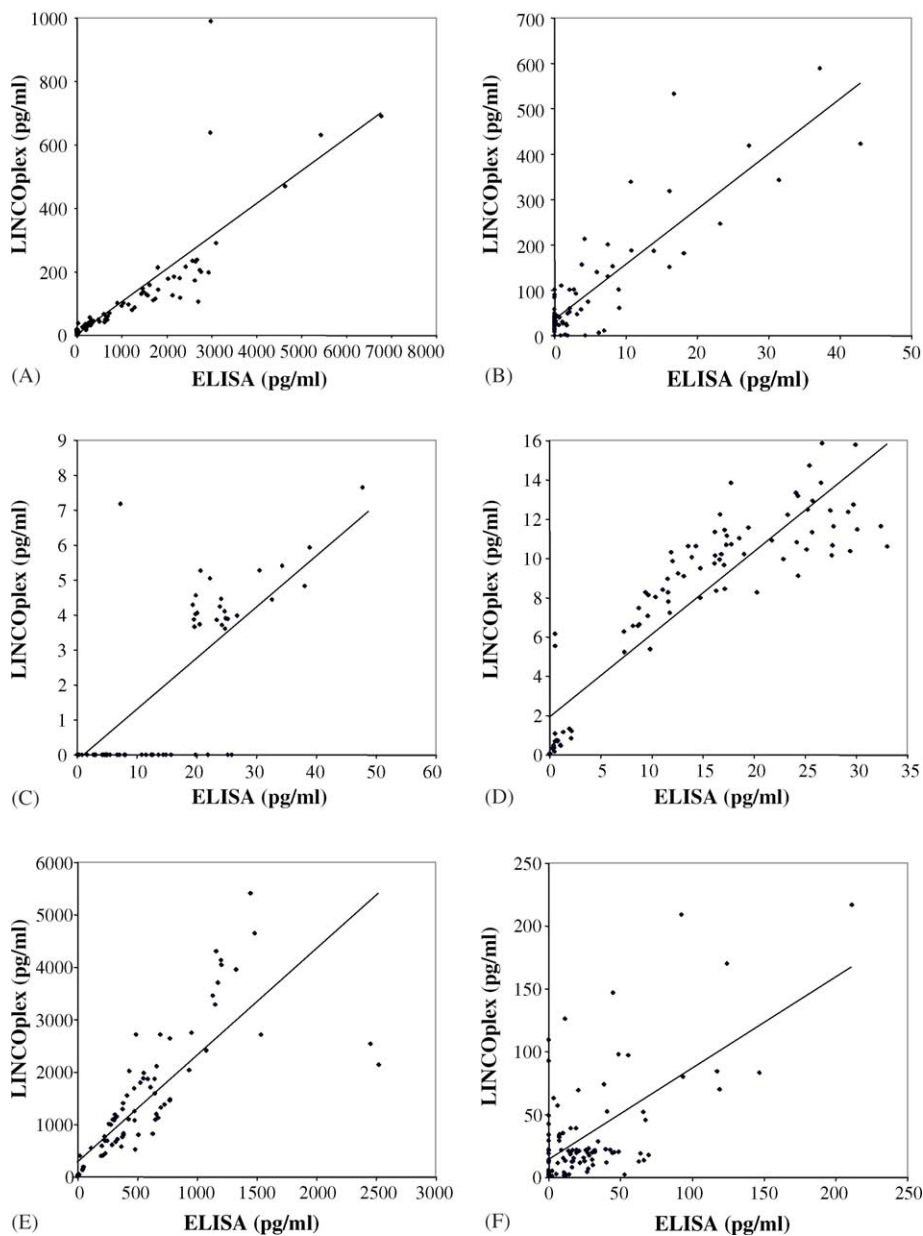 1000
800
600
400
200
0
LINCOplex (pg/ml)
0 1000 2000 3000 4000 5000 6000 7000 8000
(A) ELISA (pg/ml)
700
600
500
400
300
200
100
0
LINCOplex (pg/ml)
0 10 20 30 40 50
(B) ELISA (pg/ml)
9
8
7
6
5
4
3
2
1
0
LINCOplex (pg/ml)
0 10 20 30 40 50 60
(C) ELISA (pg/ml)
16
14
12
10
8
6
4
2
0
LINCOplex (pg/ml)
0 5 10 15 20 25 30 35
(D) ELISA (pg/ml)
6000
5000
4000
3000
2000
1000
0
LINCOplex (pg/ml)
0 500 1000 1500 2000 2500 3000
(E) ELISA (pg/ml)
250
200
150
100
50
0
LINCOplex (pg/ml)
0 50 100 150 200 250
(F) ELISA (pg/ml)